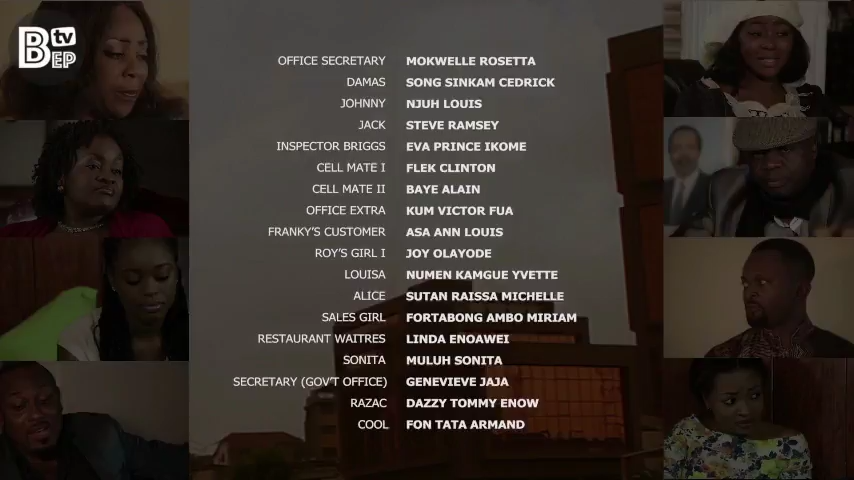 B tv
EP
OFFICE SECRETARY MOKWELLE ROSETTA
DAMAS SONG SINKAM CEDRICK
JOHNNY NJUH LOUIS
JACK STEVE RAMSEY
INSPECTOR BRIGGS EVA PRINCE IKOME
CELL MATE I FLEK CLINTON
CELL MATE II BAYE ALAIN
OFFICE EXTRA KUM VICTOR FUA
FRANKY'S CUSTOMER ASA ANN LOUIS
ROY'S GIRL I JOY OLAYODE
LOUISA NUMEN KAMGUE YVETTE
ALICE SUTAN RAISSA MICHELLE
SALES GIRL FORTABONG AMBO MIRIAM
RESTAURANT WAITRES LINDA ENOAWEI
SONITA MULUH SONITA
SECRETARY (GOV'T OFFICE) GENEVIEVE JAJA
RAZAC DAZZY TOMMY ENOW
COOL FON TATA ARMAND